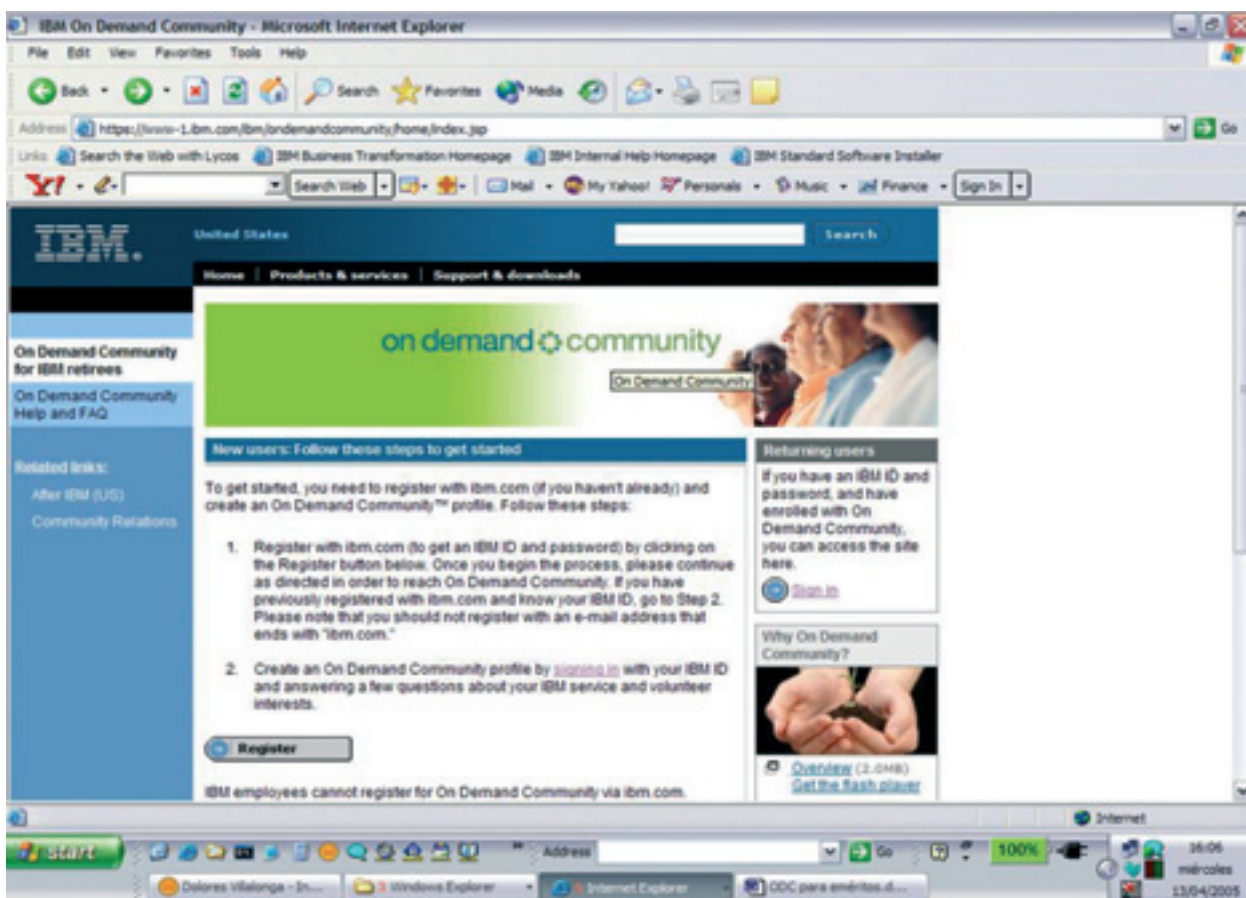 IBM On Demand Community - Microsoft Internet Explorer
File Edit View Favorites Tools Help
Back Search Favorites Media
Address https://www-1.ibm.com/ibm/ondemandcommunity/home/index.jsp Go
Links Search the Web with Lycos IBM Business Transformation Homepage IBM Internal Help Homepage IBM Standard Software Installer
Y! Search Web Mail My Yahoo! Personals Music Finance Sign In
IBM.
United States
Search
Home | Products & services | Support & downloads
on demand community
On Demand Community
On Demand Community
for IBM retirees
On Demand Community
Help and FAQ
Related links:
After IBM (US)
Community Relations
New users: Follow these steps to get started
To get started, you need to register with ibm.com (if you haven't already) and
create an On Demand Community™ profile. Follow these steps:
1. Register with ibm.com (to get an IBM ID and password) by clicking on
the Register button below. Once you begin the process, please continue
as directed in order to reach On Demand Community. If you have
previously registered with ibm.com and know your IBM ID, go to Step 2.
Please note that you should not register with an e-mail address that
ends with "ibm.com."
2. Create an On Demand Community profile by signing in with your IBM ID
and answering a few questions about your IBM service and volunteer
interests.
Register
IBM employees cannot register for On Demand Community via ibm.com.
Returning users
If you have an IBM ID and
password, and have
enrolled with On
Demand Community,
you can access the site
here.
Sign in
Why On Demand
Community?
Overview (2.0MB)
Get the flash player
Internet
start Address Go 100% 16:06
miércoles
13/04/2005
Dolores Vilalonga - In... 3 Windows Explorer Internet Explorer ODC para eméritos.d...